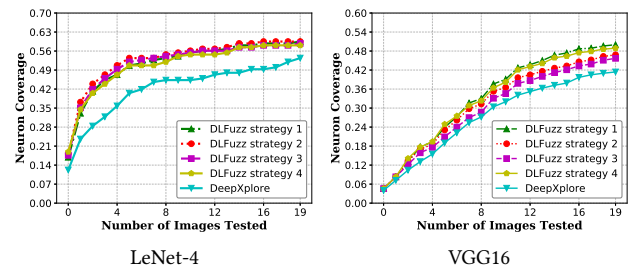 0.70
0.63
0.56
0.49
0.42
0.35
0.28
0.21
0.14
0.07
0.00
Neuron Coverage
0 4 8 12 16 19
Number of Images Tested
DLFuzz strategy 1
DLFuzz strategy 2
DLFuzz strategy 3
DLFuzz strategy 4
DeepXplore
LeNet-4
0.60
0.54
0.48
0.42
0.36
0.30
0.24
0.18
0.12
0.06
0.00
Neuron Coverage
0 4 8 12 16 19
Number of Images Tested
DLFuzz strategy 1
DLFuzz strategy 2
DLFuzz strategy 3
DLFuzz strategy 4
DeepXplore
VGG16